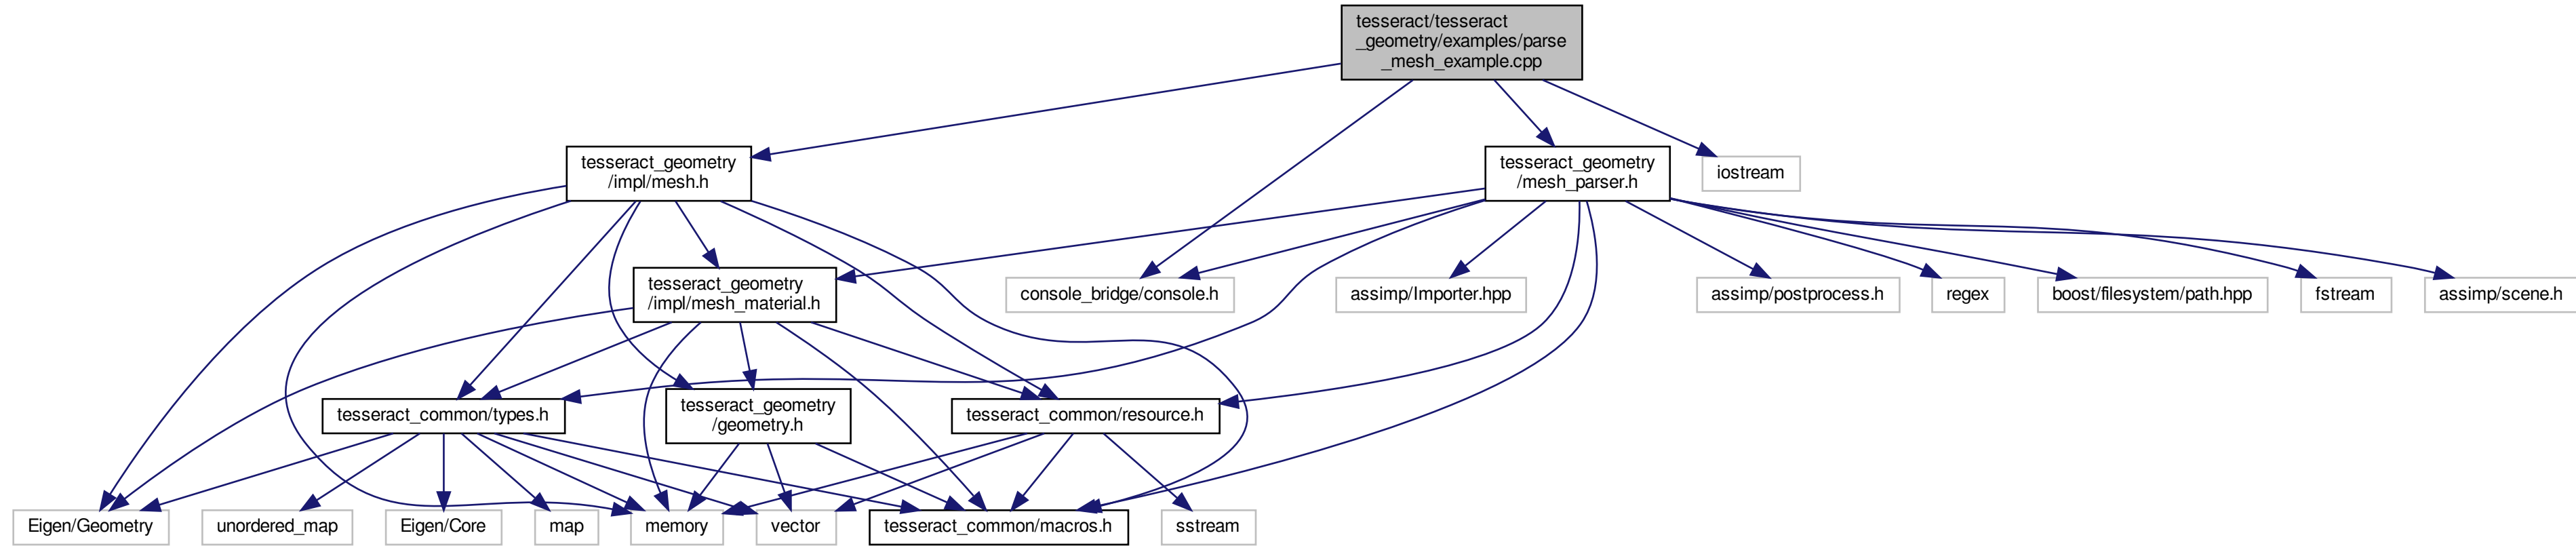 tesseract/tesseract
_geometry/examples/parse
_mesh_example.cpp
tesseract_geometry
/impl/mesh.h
tesseract_geometry
/mesh_parser.h
iostream
tesseract_geometry
/impl/mesh_material.h
console_bridge/console.h
assimp/Importer.hpp
assimp/postprocess.h
regex
boost/filesystem/path.hpp
fstream
assimp/scene.h
tesseract_common/types.h
tesseract_geometry
/geometry.h
tesseract_common/resource.h
Eigen/Geometry
unordered_map
Eigen/Core
map
memory
vector
tesseract_common/macros.h
sstream